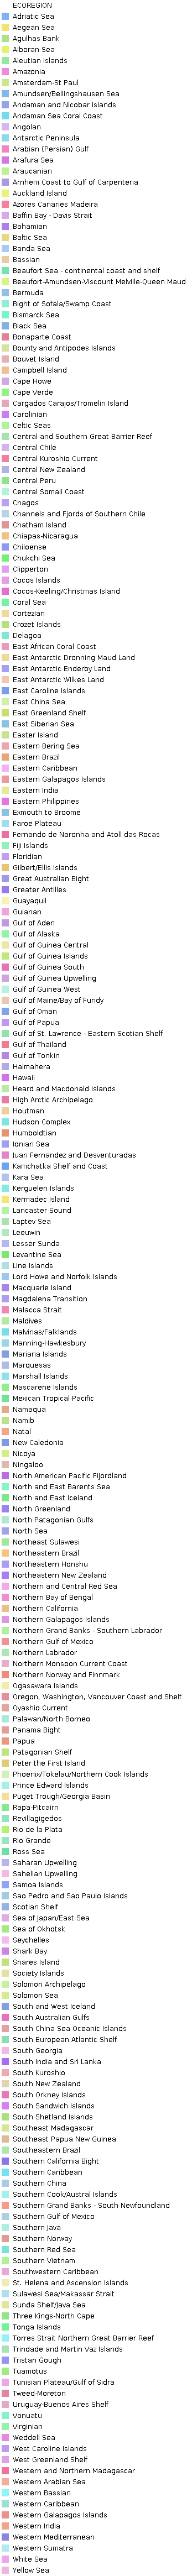 ECOREGION
Adriatic Sea
Aegean Sea
Agulhas Bank
Alboran Sea
Aleutian Islands
Amazonia
Amsterdam-St Paul
Amundsen/Bellingshausen Sea
Andaman and Nicobar Islands
Andaman Sea Coral Coast
Angolan
Antarctic Peninsula
Arabian (Persian) Gulf
Arafura Sea
Araucanian
Arnhem Coast to Gulf of Carpenteria
Auckland Island
Azores Canaries Madeira
Baffin Bay - Davis Strait
Bahamian
Baltic Sea
Banda Sea
Bassian
Beaufort Sea - continental coast and shelf
Beaufort-Amundsen-Viscount Melville-Queen Maud
Bermuda
Bight of Sofala/Swamp Coast
Bismarck Sea
Black Sea
Bonaparte Coast
Bounty and Antipodes Islands
Bouvet Island
Campbell Island
Cape Howe
Cape Verde
Cargados Carajos/Tromelin Island
Carolinian
Celtic Seas
Central and Southern Great Barrier Reef
Central Chile
Central Kuroshio Current
Central New Zealand
Central Peru
Central Somali Coast
Chagos
Channels and Fjords of Southern Chile
Chatham Island
Chiapas-Nicaragua
Chiloense
Chukchi Sea
Clipperton
Cocos Islands
Cocos-Keeling/Christmas Island
Coral Sea
Cortezian
Crozet Islands
Delagoa
East African Coral Coast
East Antarctic Dronning Maud Land
East Antarctic Enderby Land
East Antarctic Wilkes Land
East Caroline Islands
East China Sea
East Greenland Shelf
East Siberian Sea
Easter Island
Eastern Bering Sea
Eastern Brazil
Eastern Caribbean
Eastern Galapagos Islands
Eastern India
Eastern Philippines
Exmouth to Broome
Faroe Plateau
Fernando de Naronha and Atoll das Rocas
Fiji Islands
Floridian
Gilbert/Ellis Islands
Great Australian Bight
Greater Antilles
Guayaquil
Guianan
Gulf of Aden
Gulf of Alaska
Gulf of Guinea Central
Gulf of Guinea Islands
Gulf of Guinea South
Gulf of Guinea Upwelling
Gulf of Guinea West
Gulf of Maine/Bay of Fundy
Gulf of Oman
Gulf of Papua
Gulf of St. Lawrence - Eastern Scotian Shelf
Gulf of Thailand
Gulf of Tonkin
Halmahera
Hawaii
Heard and Macdonald Islands
High Arctic Archipelago
Houtman
Hudson Complex
Humboldtian
Ionian Sea
Juan Fernandez and Desventuradas
Kamchatka Shelf and Coast
Kara Sea
Kerguelen Islands
Kermadec Island
Lancaster Sound
Laptev Sea
Leeuwin
Lesser Sunda
Levantine Sea
Line Islands
Lord Howe and Norfolk Islands
Macquarie Island
Magdalena Transition
Malacca Strait
Maldives
Malvinas/Falklands
Manning-Hawkesbury
Mariana Islands
Marquesas
Marshall Islands
Mascarene Islands
Mexican Tropical Pacific
Namaqua
Namib
Natal
New Caledonia
Nicoya
Ningaloo
North American Pacific Fijordland
North and East Barents Sea
North and East Iceland
North Greenland
North Patagonian Gulfs
North Sea
Northeast Sulawesi
Northeastern Brazil
Northeastern Honshu
Northeastern New Zealand
Northern and Central Red Sea
Northern Bay of Bengal
Northern California
Northern Galapagos Islands
Northern Grand Banks - Southern Labrador
Northern Gulf of Mexico
Northern Labrador
Northern Monsoon Current Coast
Northern Norway and Finnmark
Ogasawara Islands
Oregon, Washington, Vancouver Coast and Shelf
Oyashio Current
Palawan/North Borneo
Panama Bight
Papua
Patagonian Shelf
Peter the First Island
Phoenix/Tokelau/Northern Cook Islands
Prince Edward Islands
Puget Trough/Georgia Basin
Rapa-Pitcairn
Revillagigedos
Rio de la Plata
Rio Grande
Ross Sea
Saharan Upwelling
Sahelian Upwelling
Samoa Islands
Sao Pedro and Sao Paulo Islands
Scotian Shelf
Sea of Japan/East Sea
Sea of Okhotsk
Seychelles
Shark Bay
Snares Island
Society Islands
Solomon Archipelago
Solomon Sea
South and West Iceland
South Australian Gulfs
South China Sea Oceanic Islands
South European Atlantic Shelf
South Georgia
South India and Sri Lanka
South Kuroshio
South New Zealand
South Orkney Islands
South Sandwich Islands
South Shetland Islands
Southeast Madagascar
Southeast Papua New Guinea
Southeastern Brazil
Southern California Bight
Southern Caribbean
Southern China
Southern Cook/Austral Islands
Southern Grand Banks - South Newfoundland
Southern Gulf of Mexico
Southern Java
Southern Norway
Southern Red Sea
Southern Vietnam
Southwestern Caribbean
St. Helena and Ascension Islands
Sulawesi Sea/Makassar Strait
Sunda Shelf/Java Sea
Three Kings-North Cape
Tonga Islands
Torres Strait Northern Great Barrier Reef
Trindade and Martin Vaz Islands
Tristan Gough
Tuamotus
Tunisian Plateau/Gulf of Sidra
Tweed-Moreton
Uruguay-Buenos Aires Shelf
Vanuatu
Virginian
Weddell Sea
West Caroline Islands
West Greenland Shelf
Western and Northern Madagascar
Western Arabian Sea
Western Bassian
Western Caribbean
Western Galapagos Islands
Western India
Western Mediterranean
Western Sumatra
White Sea
Yellow Sea